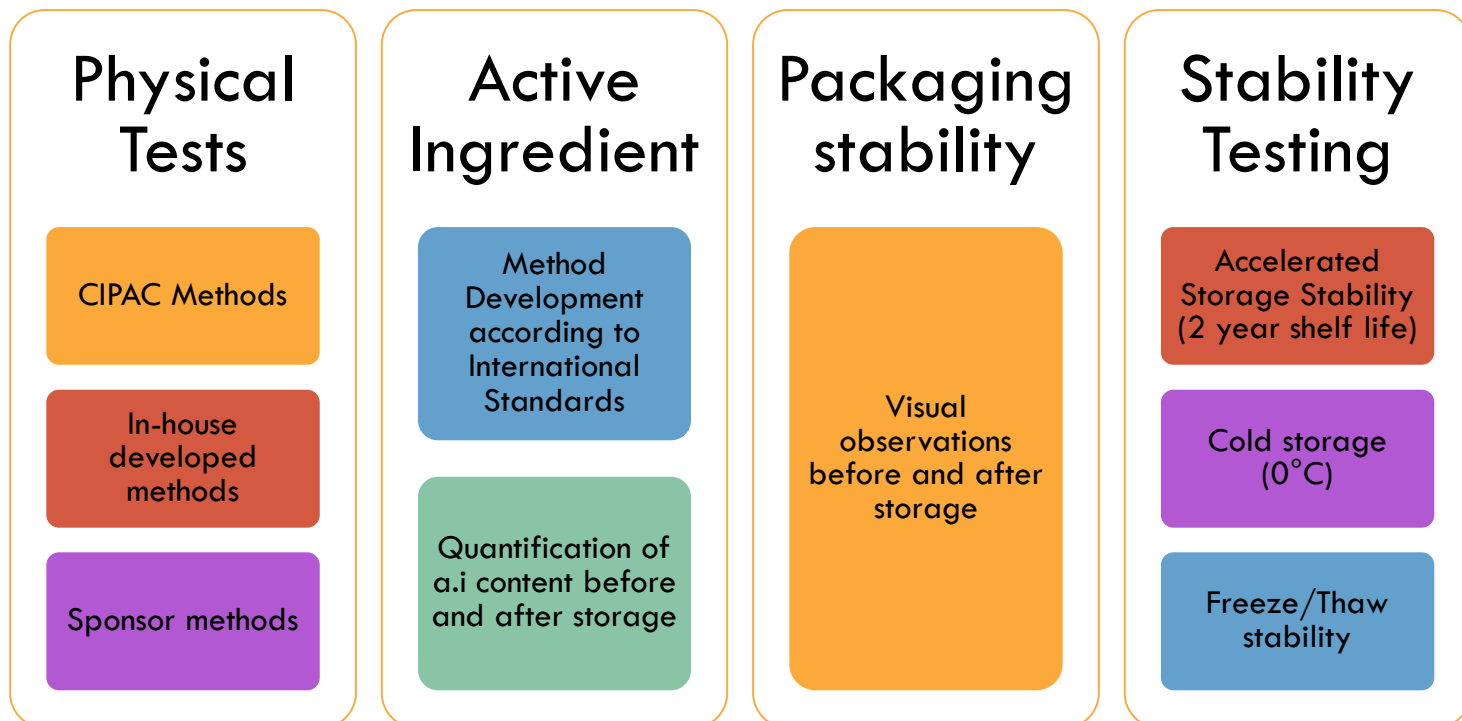 Physical
Tests
CIPAC Methods
In-house
developed
methods
Sponsor methods
Active
Ingredient
Method
Development
according to
International
Standards
Quantification of
a.i content before
and after storage
Packaging
stability
Visual
observations
before and after
storage
Stability
Testing
Accelerated
Storage Stability
(2 year shelf life)
Cold storage
(0°C)
Freeze/Thaw
stability